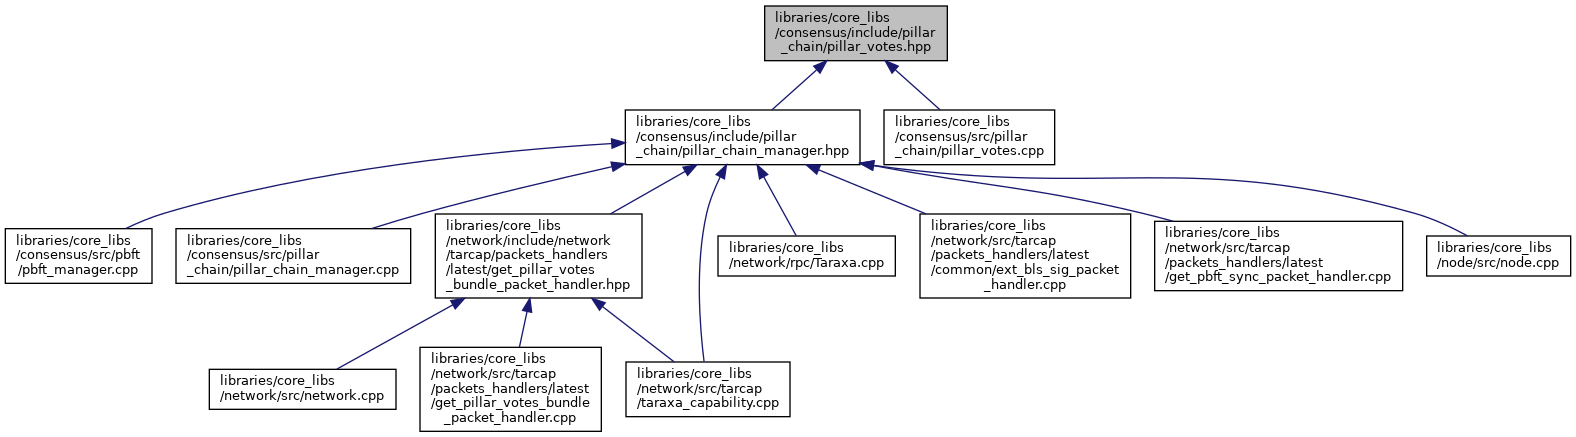 libraries/core_libs
/consensus/include/pillar
_chain/pillar_votes.hpp
libraries/core_libs
/consensus/include/pillar
_chain/pillar_chain_manager.hpp
libraries/core_libs
/consensus/src/pillar
_chain/pillar_votes.cpp
libraries/core_libs
/consensus/src/pbft
/pbft_manager.cpp
libraries/core_libs
/consensus/src/pillar
_chain/pillar_chain_manager.cpp
libraries/core_libs
/network/include/network
/tarcap/packets_handlers
/latest/get_pillar_votes
_bundle_packet_handler.hpp
libraries/core_libs
/network/rpc/Taraxa.cpp
libraries/core_libs
/network/src/tarcap
/packets_handlers/latest
/common/ext_bls_sig_packet
_handler.cpp
libraries/core_libs
/network/src/tarcap
/packets_handlers/latest
/get_pbft_sync_packet_handler.cpp
libraries/core_libs
/node/src/node.cpp
libraries/core_libs
/network/src/network.cpp
libraries/core_libs
/network/src/tarcap
/packets_handlers/latest
/get_pillar_votes_bundle
_packet_handler.cpp
libraries/core_libs
/network/src/tarcap
/taraxa_capability.cpp